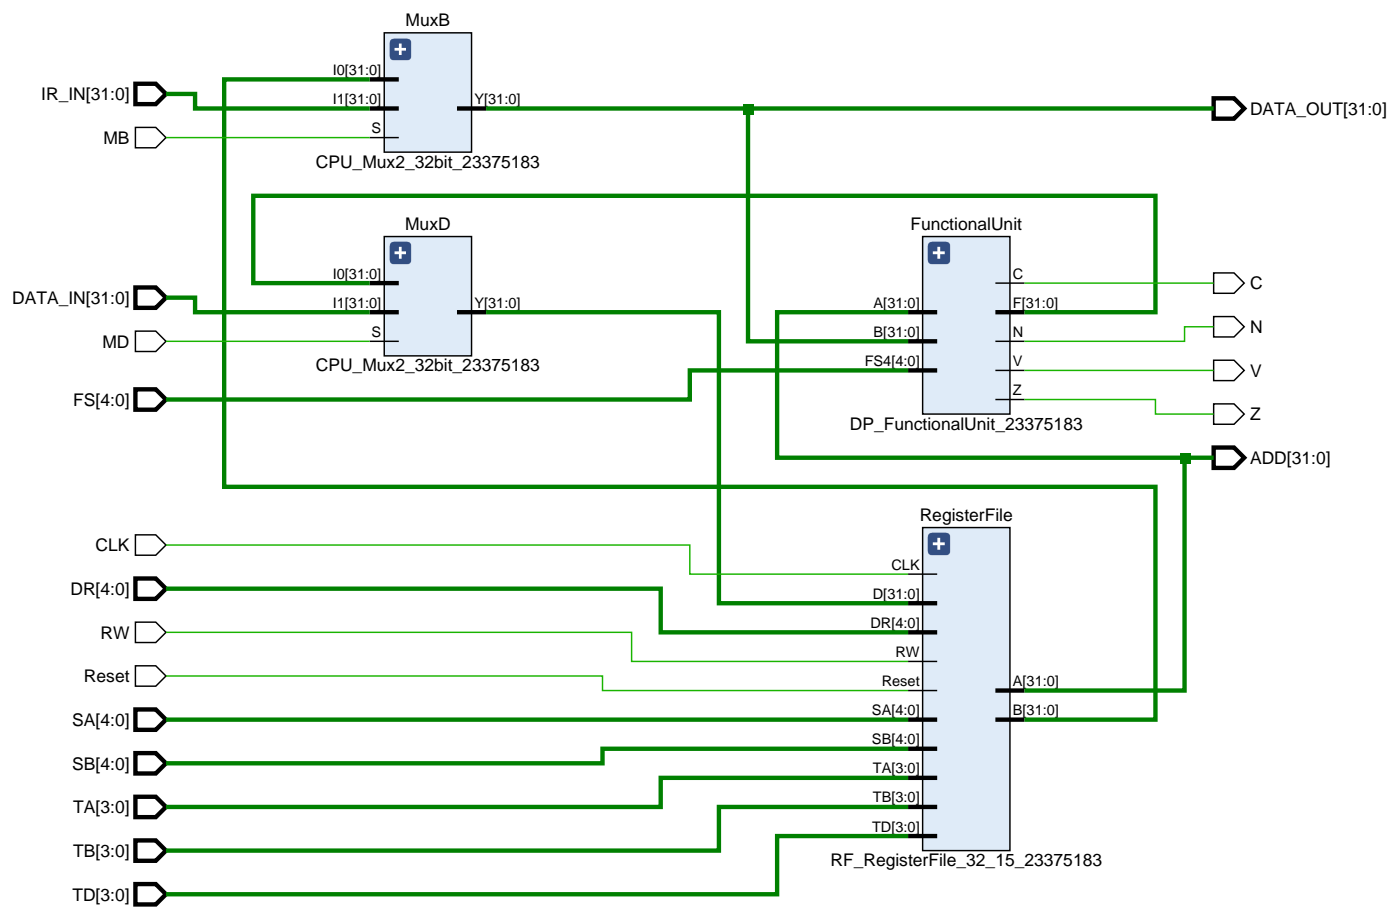 MuxB
I0[31:0]
IR_IN[31:0]
I1[31:0]
Y[31:0]
DATA_OUT[31:0]
S
MB
CPU_Mux2_32bit_23375183
MuxD
I0[31:0]
DATA_IN[31:0]
I1[31:0]
Y[31:0]
S
MD
CPU_Mux2_32bit_23375183
FS[4:0]
FunctionalUnit
C
C
A[31:0]
F[31:0]
B[31:0]
N
N
FS4[4:0]
V
V
Z
Z
DP_FunctionalUnit_23375183
ADD[31:0]
RegisterFile
CLK
CLK
D[31:0]
DR[4:0]
DR[4:0]
RW
RW
Reset
Reset
A[31:0]
SA[4:0]
SA[4:0]
B[31:0]
SB[4:0]
SB[4:0]
TA[3:0]
TA[3:0]
TB[3:0]
TB[3:0]
TD[3:0]
TD[3:0]
RF_RegisterFile_32_15_23375183